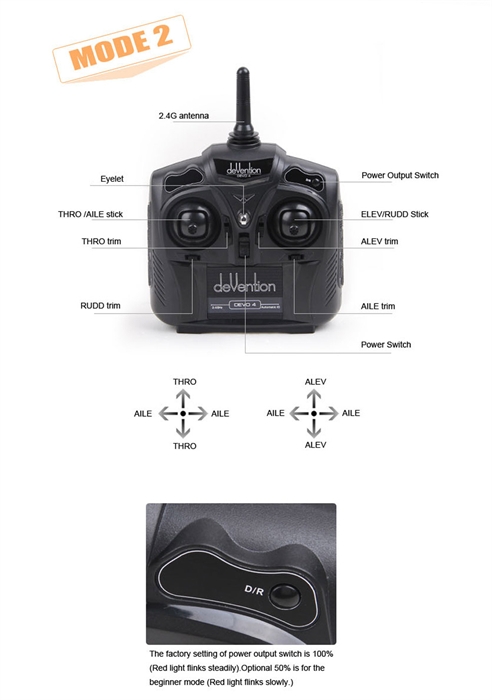 MODE 2
2.4G antenna
deVention
DEVO 4
Eyelet
Power Output Switch
THRO /AILE stick
ELEV/RUDD Stick
THRO trim
ALEV trim
deVention
DEVO 4
RUDD trim
AILE trim
Power Switch
THRO
ALEV
AILE
AILE
AILE
AILE
THRO
ALEV
D/R
The factory setting of power output switch is 100%
(Red light flinks steadily).Optional 50% is for the
beginner mode (Red light flinks slowly.)